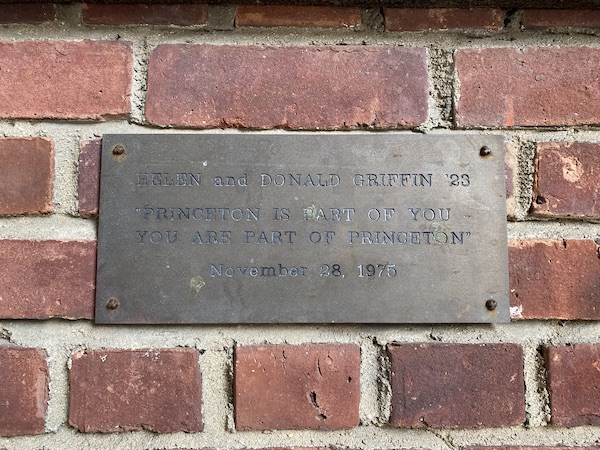 HELEN and DONALD GRIFFIN '23
"PRINCETON IS PART OF YOU -
YOU ARE PART OF PRINCETON"
November 28, 1975